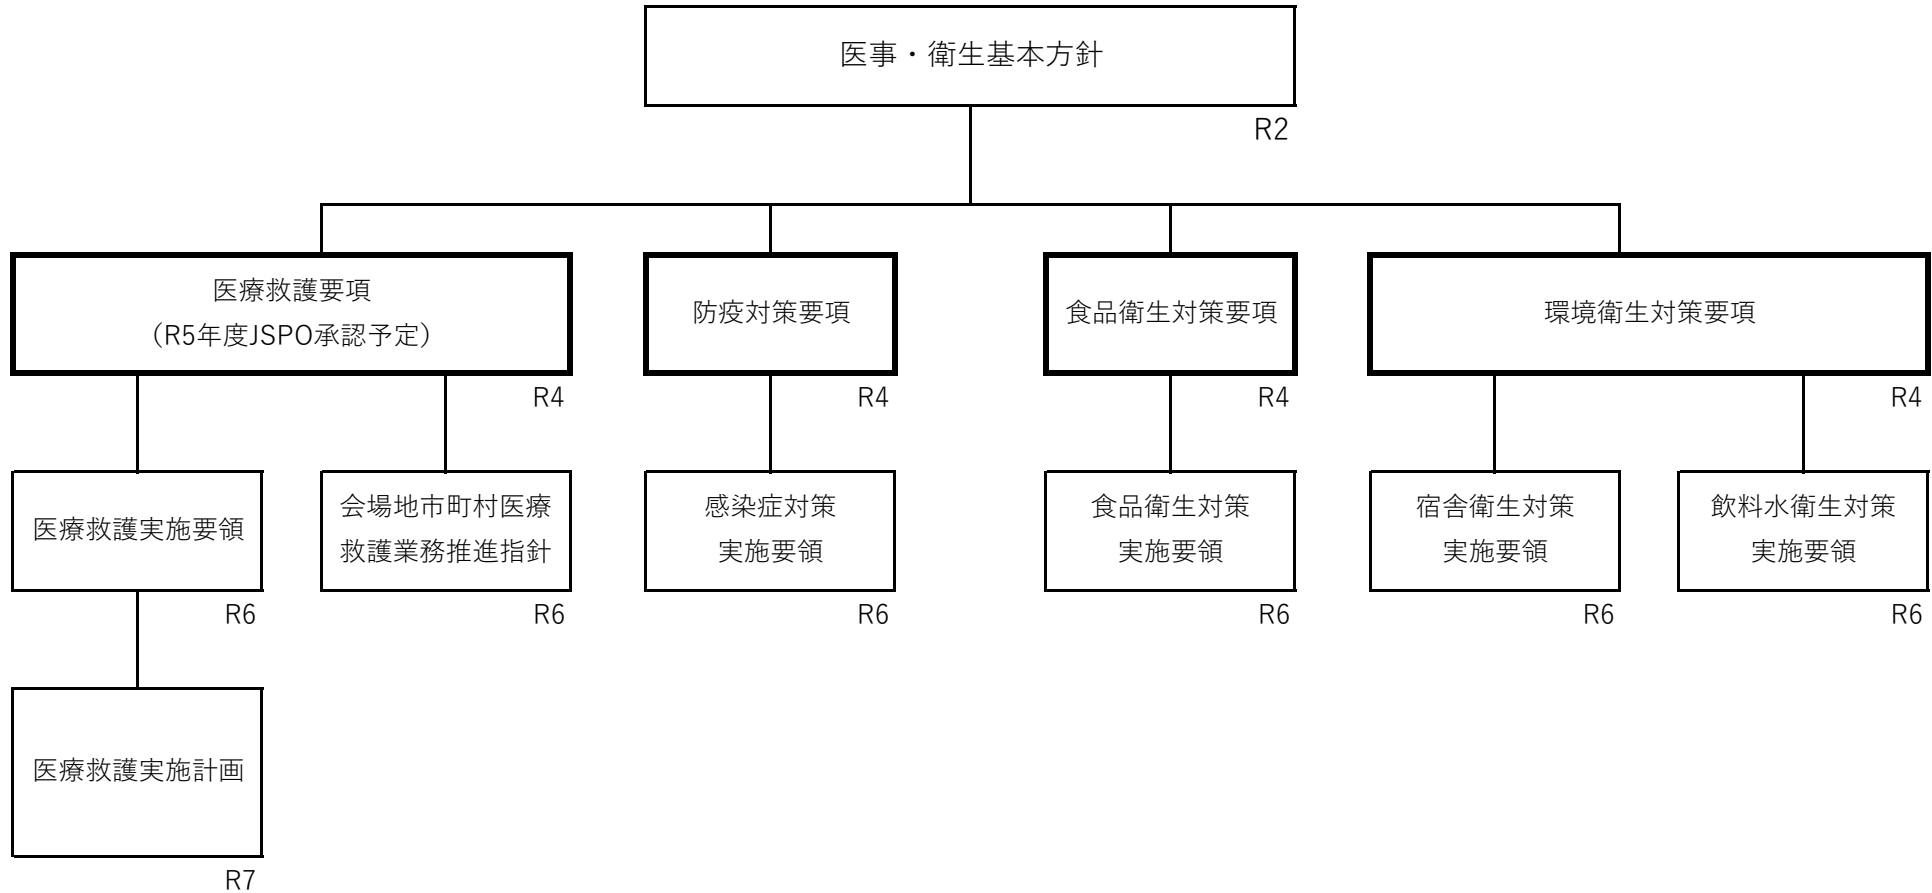 医事・衛生基本方針
R2
医療救護要項
（R5年度JSPO承認予定）
R4
防疫対策要項
R4
食品衛生対策要項
R4
環境衛生対策要項
R4
医療救護実施要領
R6
会場地市町村医療
救護業務推進指針
R6
感染症対策
実施要領
R6
食品衛生対策
実施要領
R6
宿舎衛生対策
実施要領
R6
飲料水衛生対策
実施要領
R6
医療救護実施計画
R7